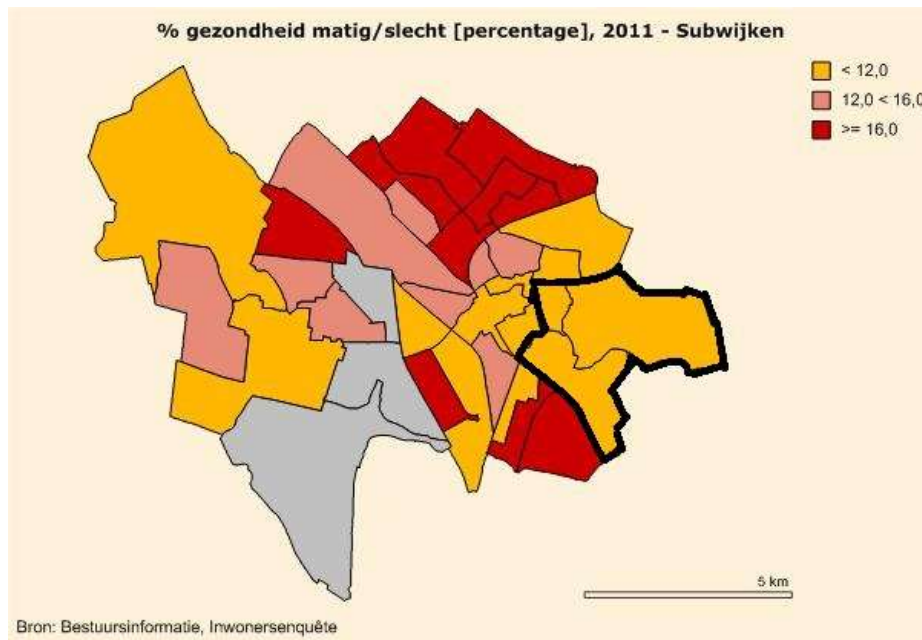 % gezondheid matig/slecht [percentage], 2011 - Subwijken
< 12,0
12,0 < 16,0
>= 16,0
5 km
Bron: Bestuursinformatie, Inwonersenquête